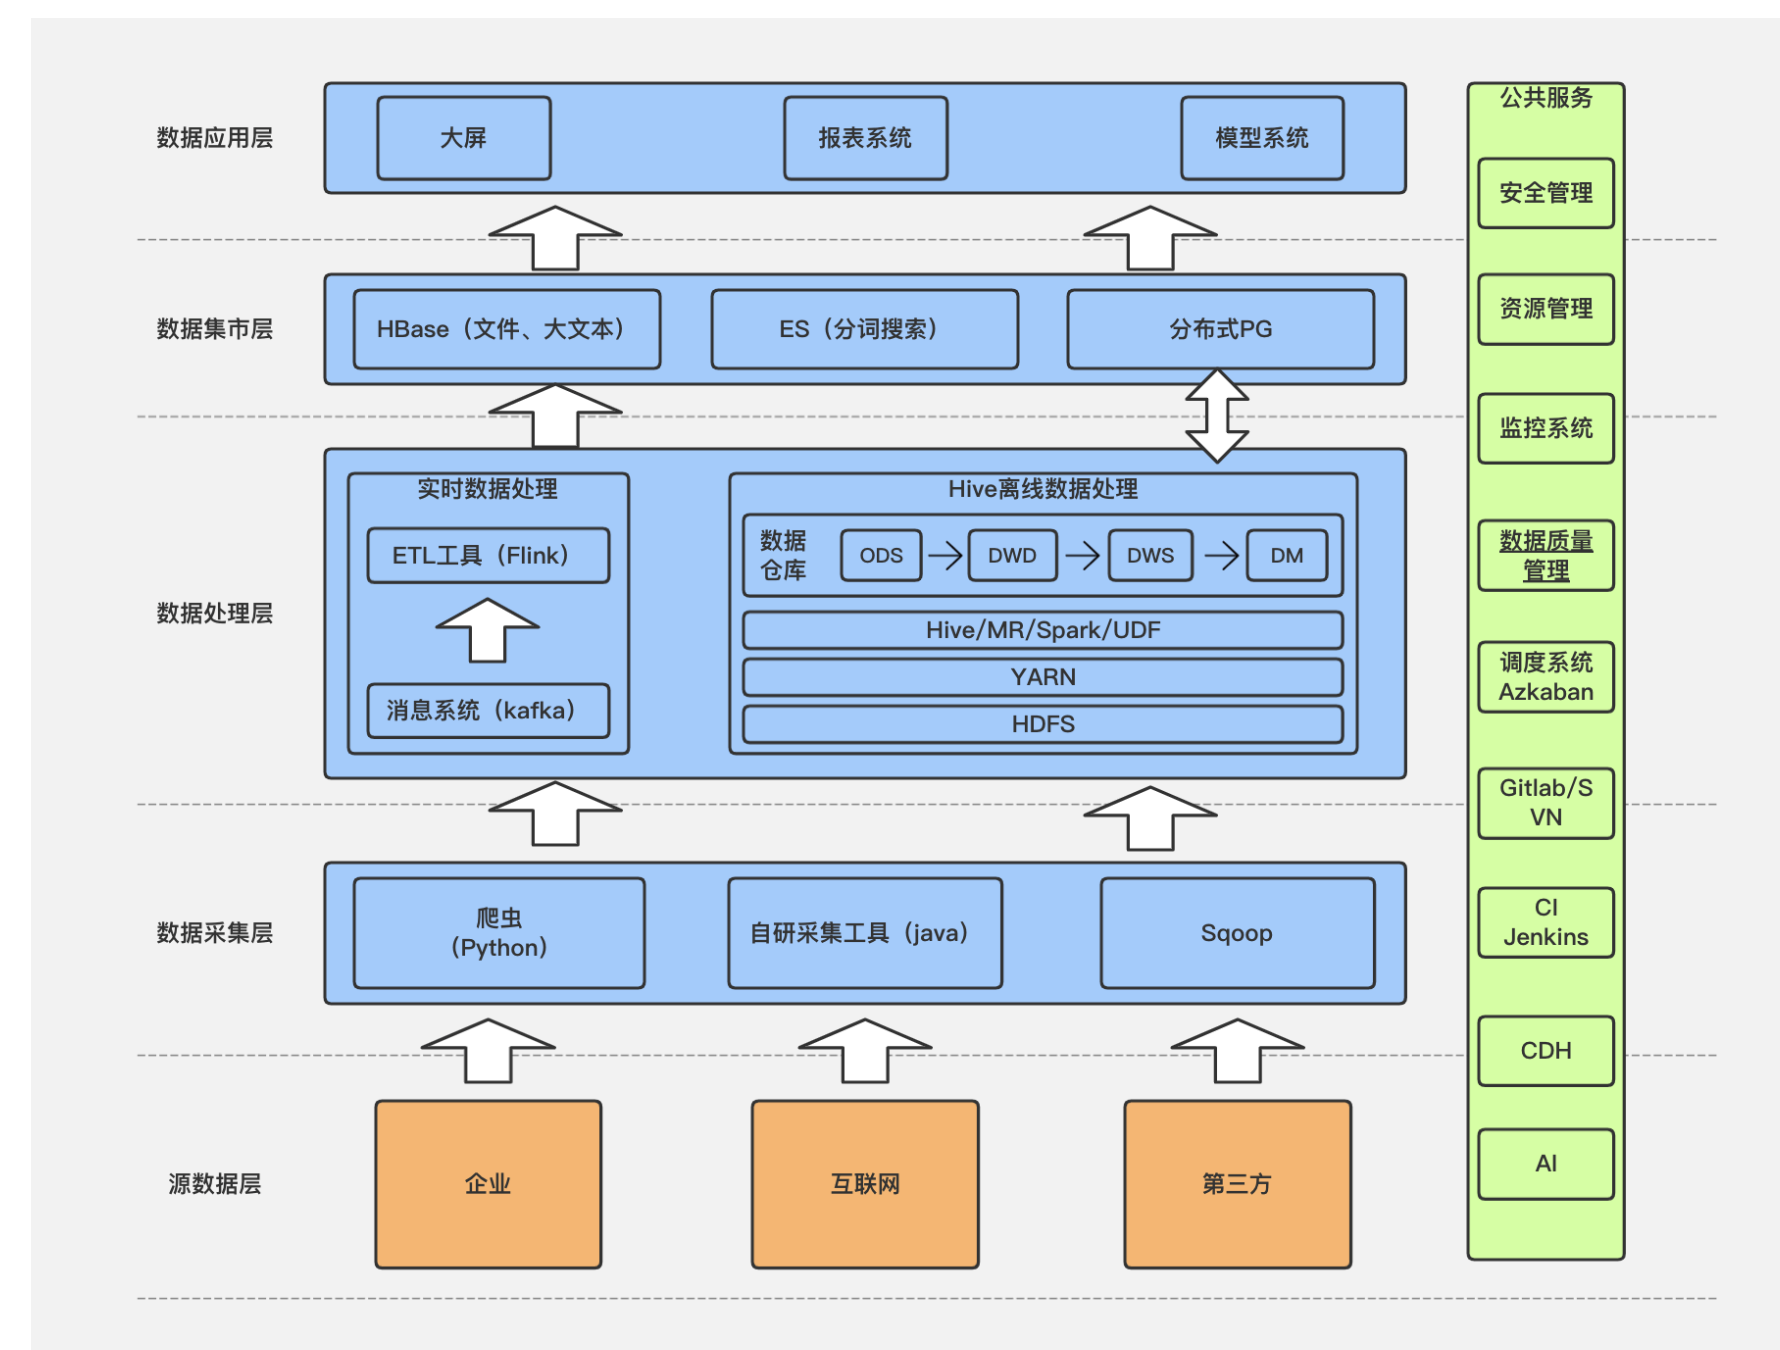 数据应用层
大屏
报表系统
模型系统
数据集市层
HBase（文件、大文本）
ES（分词搜索）
分布式PG
数据处理层
实时数据处理
ETL工具（Flink）
消息系统（kafka）
Hive离线数据处理
数据
仓库
ODS
DWD
DWS
DM
Hive/MR/Spark/UDF
YARN
HDFS
数据采集层
爬虫
（Python）
自研采集工具（java）
Sqoop
源数据层
企业
互联网
第三方
公共服务
安全管理
资源管理
监控系统
数据质量
管理
调度系统
Azkaban
Gitlab/S
VN
CI
Jenkins
CDH
AI